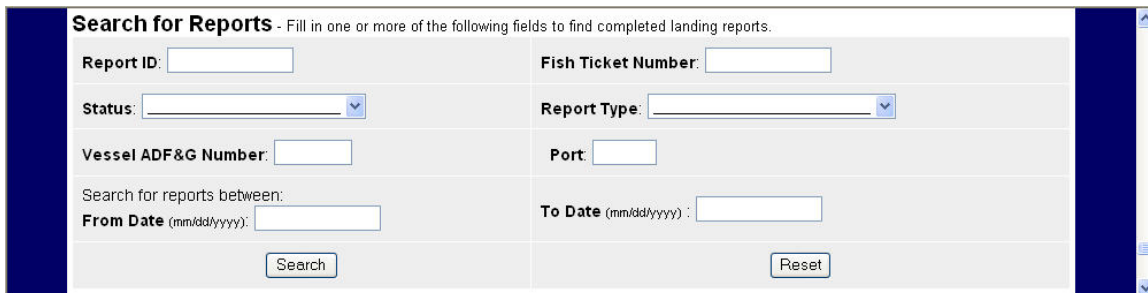 Search for Reports - Fill in one or more of the following fields to find completed landing reports.
Report ID: Fish Ticket Number:
Status: Report Type:
Vessel ADF&G Number: Port:
Search for reports between:
From Date (mm/dd/yyyy): To Date (mm/dd/yyyy) :
Search Reset